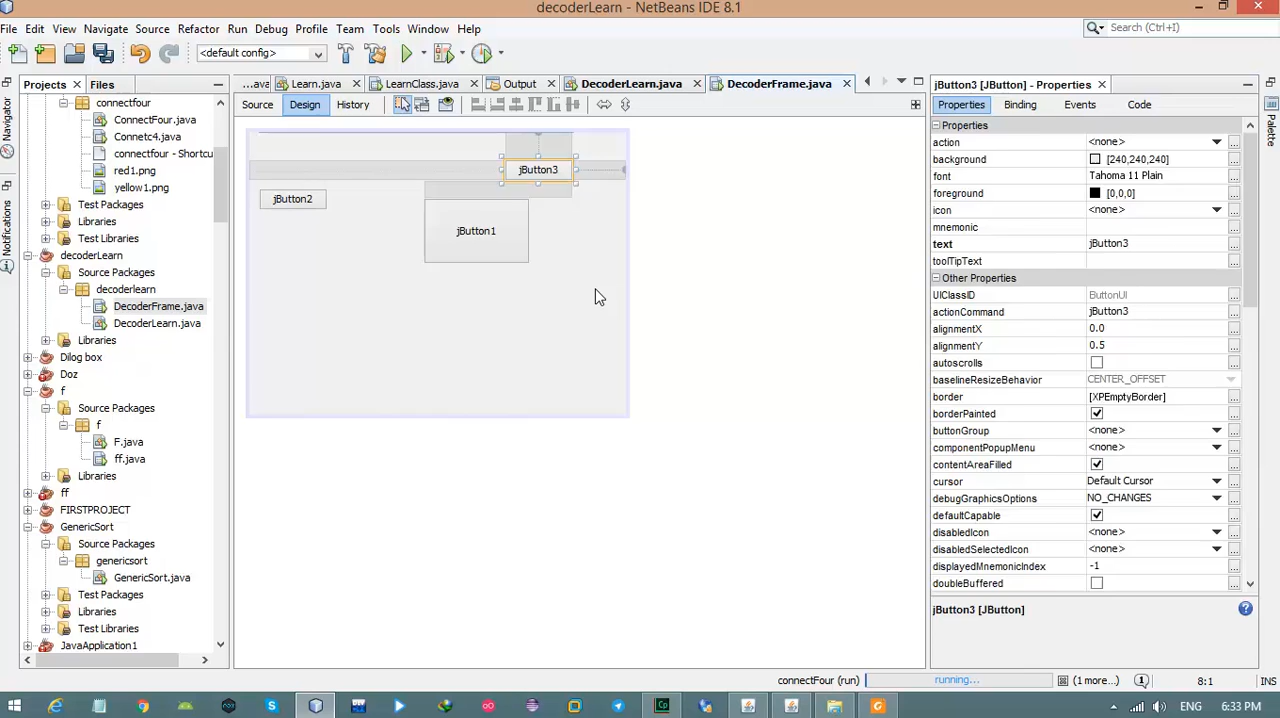 decoderLearn - NetBeans IDE 8.1
File Edit View Navigate Source Refactor Run Debug Profile Team Tools Window Help
Search (Ctrl+I)
<default config>
Projects Files
...ava Learn.java LearnClass.java Output DecoderLearn.java DecoderFrame.java
jButton3 [JButton] - Properties
Source Design History
Properties Binding Events Code
Navigator
Notifications
Palette
connectfour
ConnectFour.java
Connetc4.java
connectfour - Shortcu
red1.png
yellow1.png
Test Packages
Libraries
Test Libraries
decoderLearn
Source Packages
decoderlearn
DecoderFrame.java
DecoderLearn.java
Libraries
Dilog box
Doz
f
Source Packages
f
F.java
ff.java
Libraries
ff
FIRSTPROJECT
GenericSort
Source Packages
genericsort
GenericSort.java
Test Packages
Libraries
Test Libraries
JavaApplication1
jButton3
jButton2
jButton1
Properties
action <none>
background [240,240,240]
font Tahoma 11 Plain
foreground [0,0,0]
icon <none>
mnemonic
text jButton3
toolTipText
Other Properties
UIClassID ButtonUI
actionCommand jButton3
alignmentX 0.0
alignmentY 0.5
autoscrolls
baselineResizeBehavior CENTER_OFFSET
border [XPEmptyBorder]
borderPainted
buttonGroup <none>
componentPopupMenu <none>
contentAreaFilled
cursor Default Cursor
debugGraphicsOptions NO_CHANGES
defaultCapable
disabledIcon <none>
disabledSelectedIcon <none>
displayedMnemonicIndex -1
doubleBuffered
jButton3 [JButton]
connectFour (run) running... (1 more...) 8:1 INS
6:33 PM